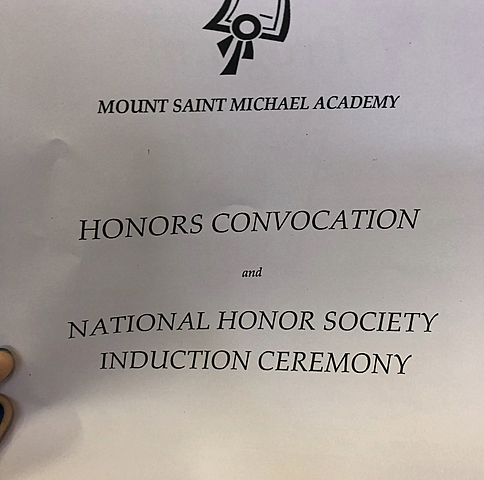 MOUNT SAINT MICHAEL ACADEMY
HONORS CONVOCATION
and
NATIONAL HONOR SOCIETY
INDUCTION CEREMONY